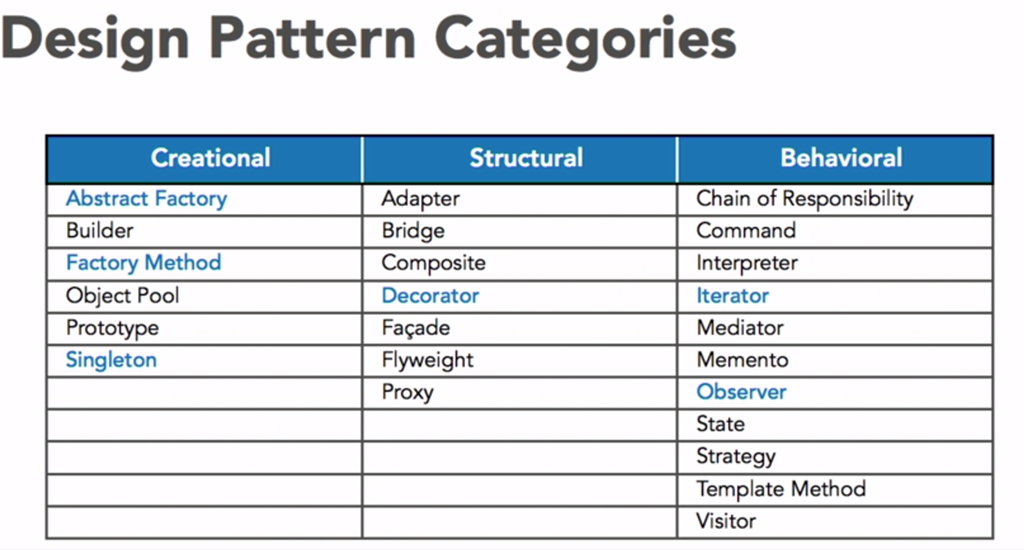 Design Pattern Categories
Creational Structural Behavioral
Abstract Factory Adapter Chain of Responsibility
Builder Bridge Command
Factory Method Composite Interpreter
Object Pool Decorator Iterator
Prototype Façade Mediator
Singleton Flyweight Memento
Proxy Observer
State
Strategy
Template Method
Visitor